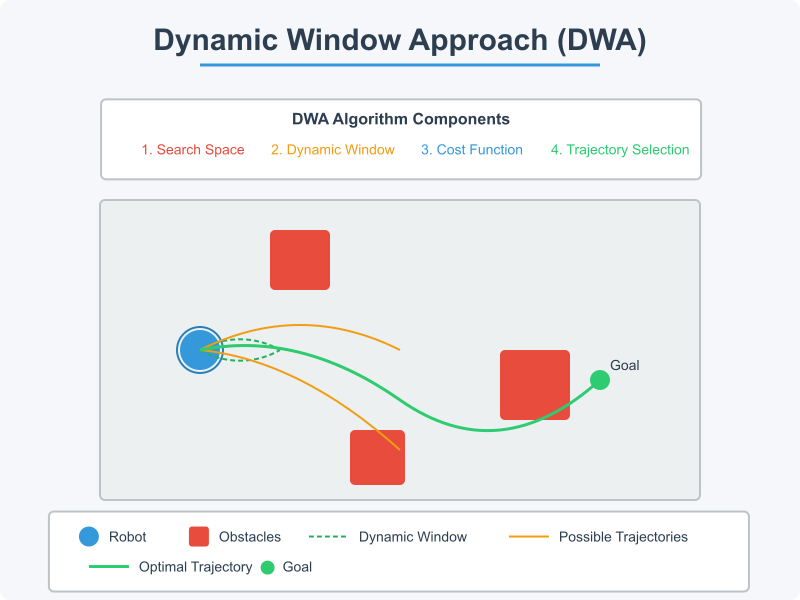 Dynamic Window Approach (DWA)
DWA Algorithm Components
1. Search Space 2. Dynamic Window 3. Cost Function 4. Trajectory Selection
Goal
Robot Obstacles Dynamic Window Possible Trajectories
Optimal Trajectory Goal